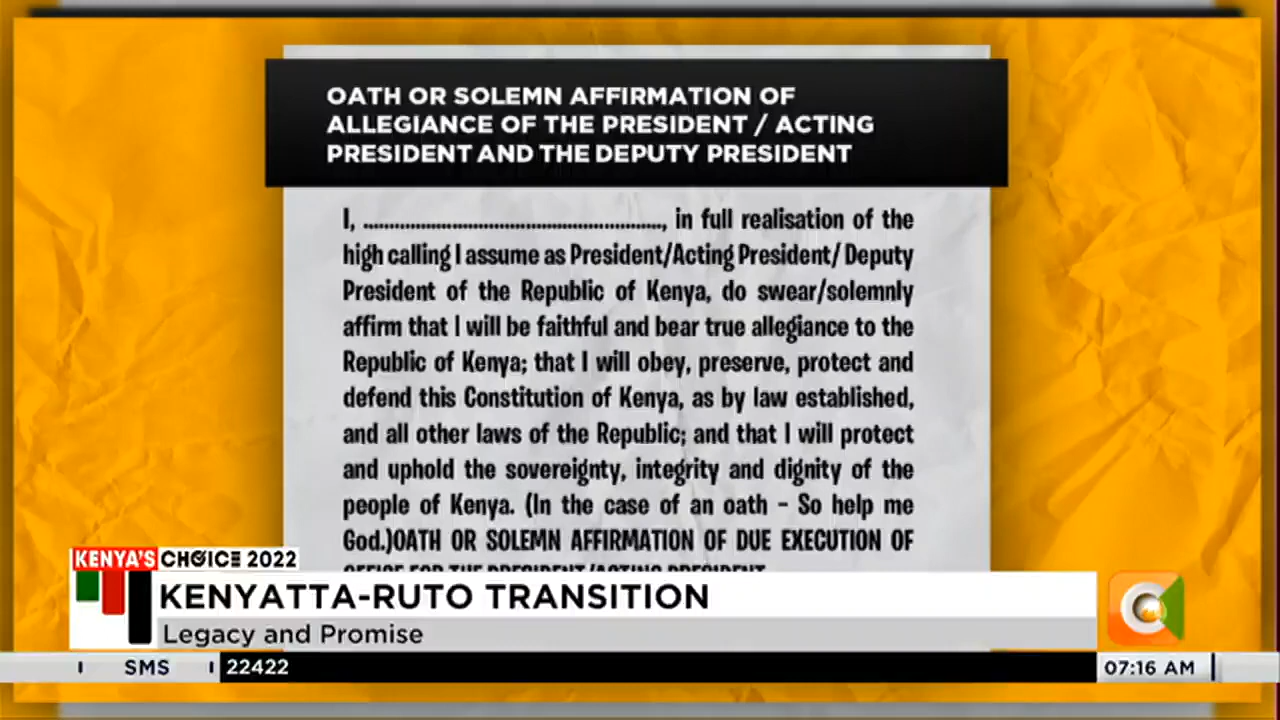 OATH OR SOLEMN AFFIRMATION OF
ALLEGIANCE OF THE PRESIDENT / ACTING
PRESIDENT AND THE DEPUTY PRESIDENT
I, ............................................................, in full realisation of the
high calling I assume as President/Acting President/ Deputy
President of the Republic of Kenya, do swear/solemnly
affirm that I will be faithful and bear true allegiance to the
Republic of Kenya; that I will obey, preserve, protect and
defend this Constitution of Kenya, as by law established,
and all other laws of the Republic; and that I will protect
and uphold the sovereignty, integrity and dignity of the
people of Kenya. (In the case of an oath – So help me
God.)OATH OR SOLEMN AFFIRMATION OF DUE EXECUTION OF
OFFICE FOR THE PRESIDENT/ACTING PRESIDENT
KENYA'S CHOICE 2022
KENYATTA-RUTO TRANSITION
Legacy and Promise
SMS 22422
07:16 AM